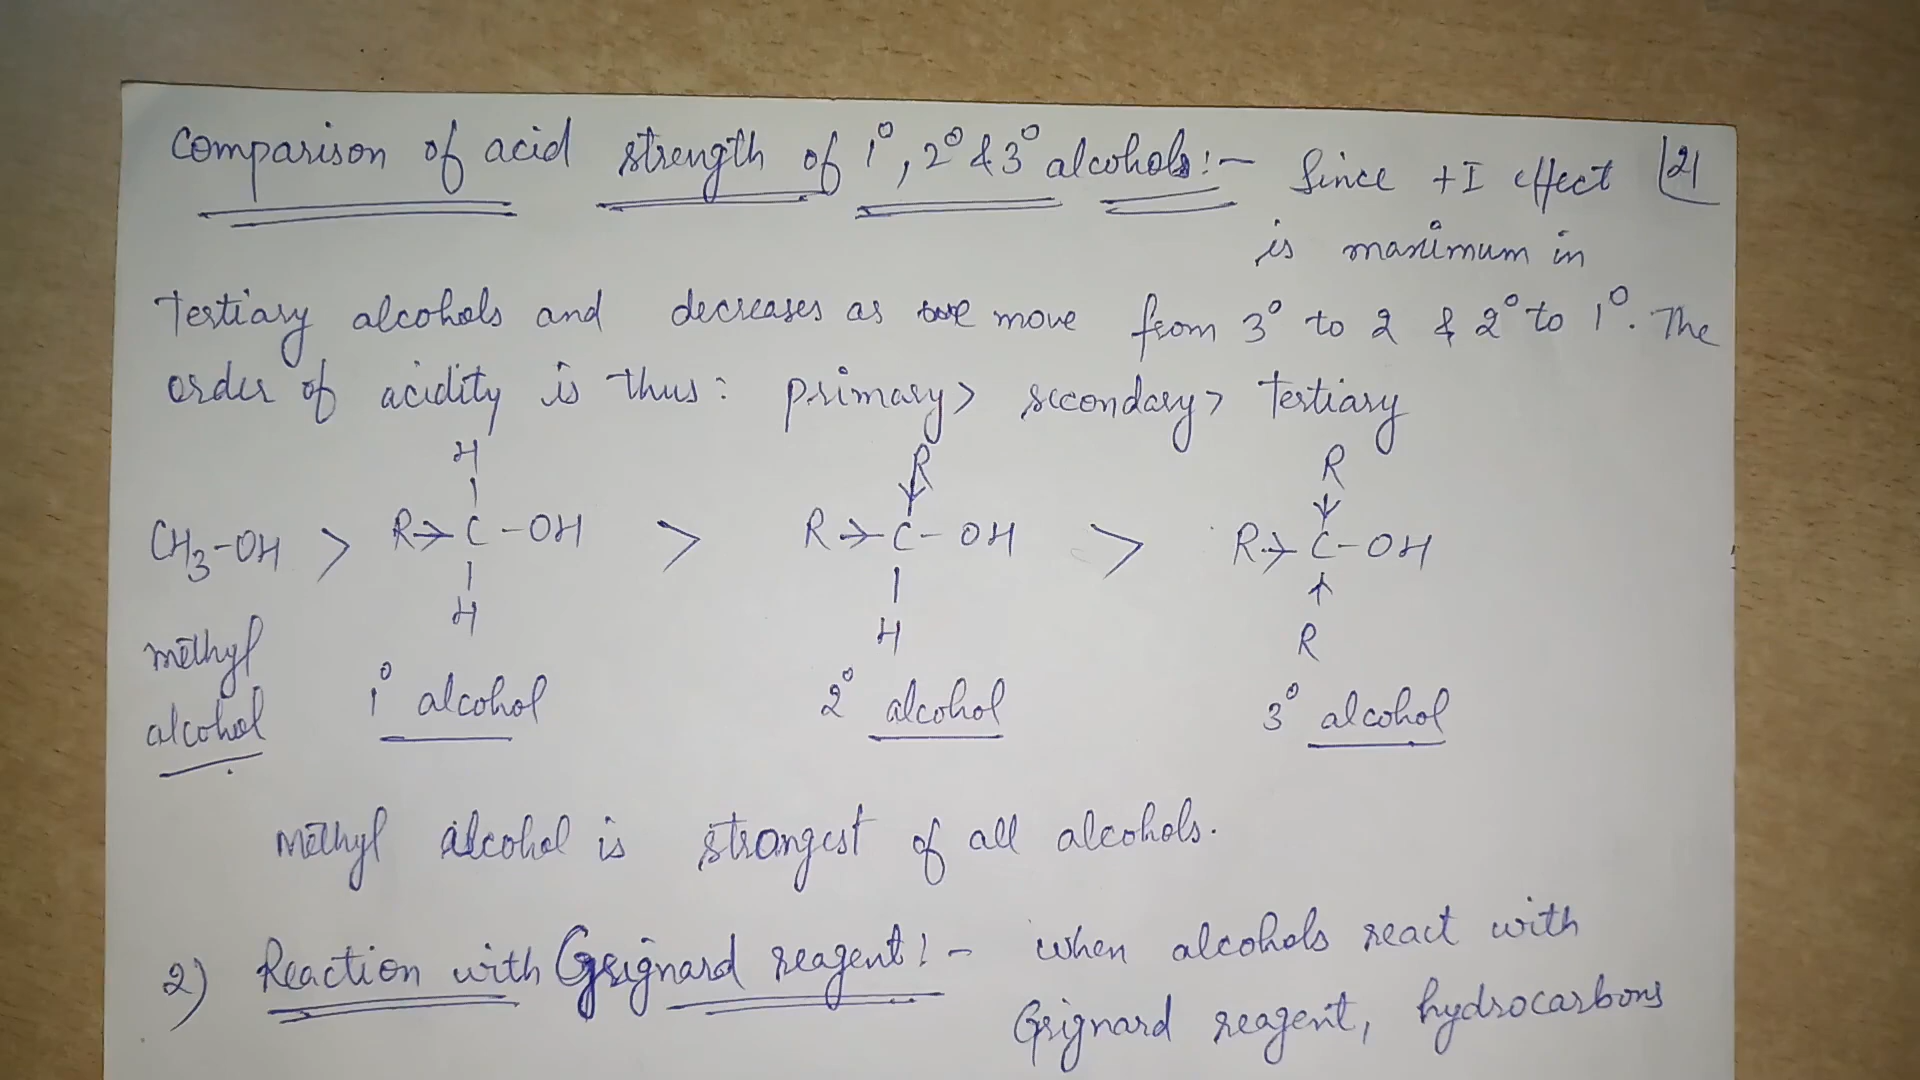 Comparison of acid strength of 1°, 2° & 3° alcohols:- Since +I effect 21
is maximum in
Tertiary alcohols and decreases as we move from 3° to 2 & 2° to 1°. The
order of acidity is thus: primary > secondary > Tertiary
H R R
CH3-OH > R→C-OH > R→C-OH > R→C-OH
H H R
methyl
alcohol 1° alcohol 2° alcohol 3° alcohol
Methyl alcohol is strongest of all alcohols.
2) Reaction with Grignard reagent:- when alcohols react with
Grignard reagent, hydrocarbons